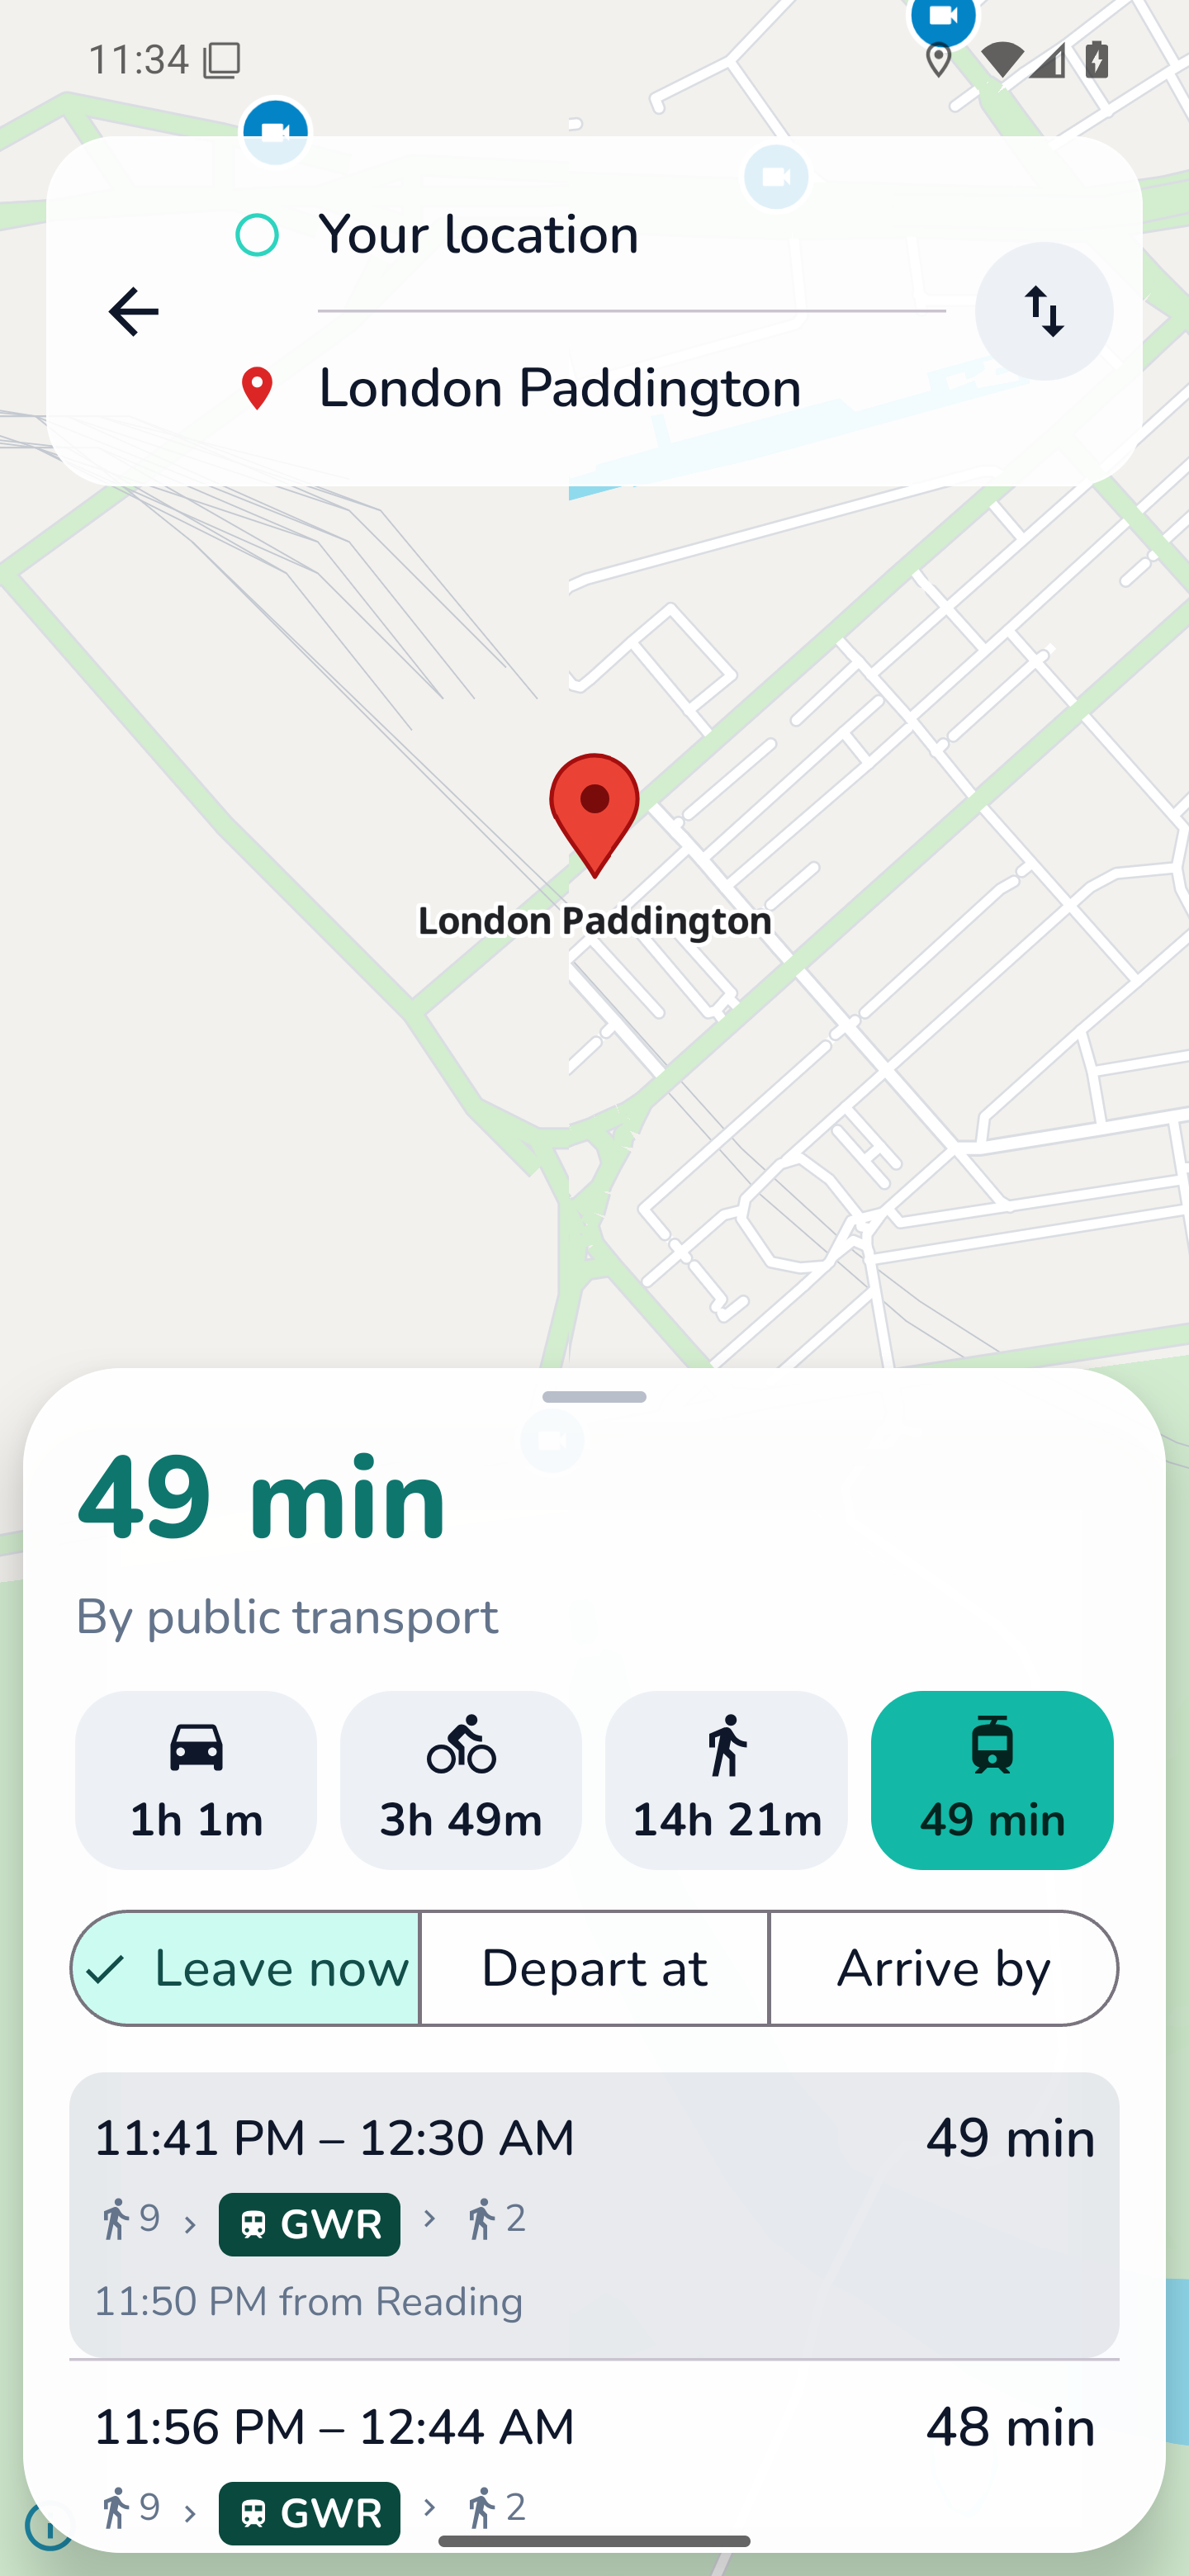 11:34
Your location
London Paddington
London Paddington
49 min
By public transport
1h 1m
3h 49m
14h 21m
49 min
Leave now
Depart at
Arrive by
11:41 PM – 12:30 AM
49 min
9 › GWR › 2
11:50 PM from Reading
11:56 PM – 12:44 AM
48 min
9 › GWR › 2